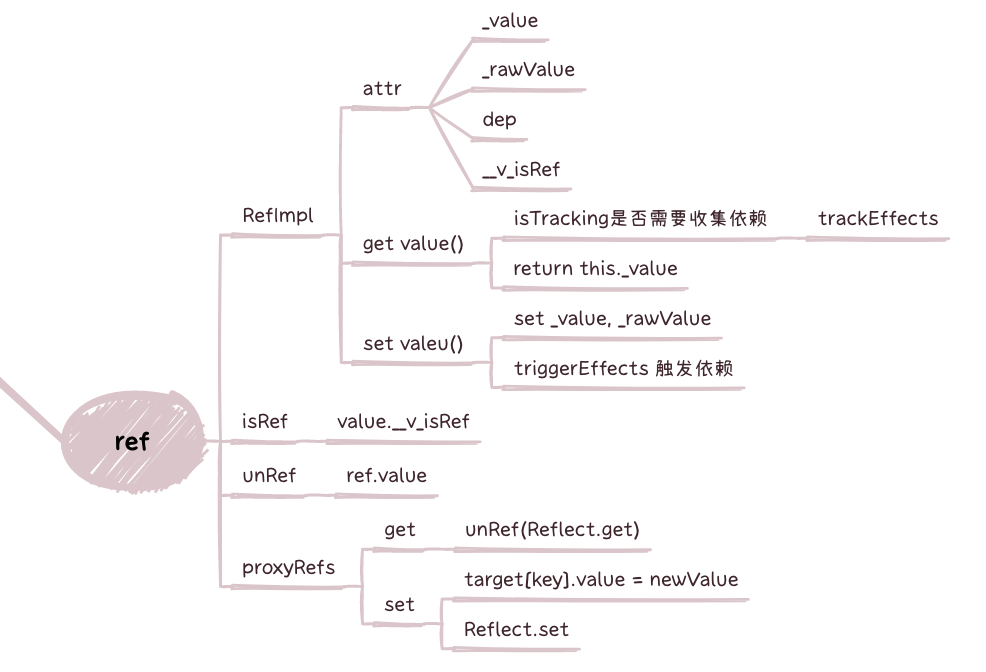 _value
_rawValue
attr
dep
__v_isRef
RefImpl
isTracking是否需要收集依赖
trackEffects
get value()
return this._value
set _value, _rawValue
set valeu()
triggerEffects 触发依赖
isRef
value.__v_isRef
ref
unRef
ref.value
get
unRef(Reflect.get)
proxyRefs
target[key].value = newValue
set
Reflect.set